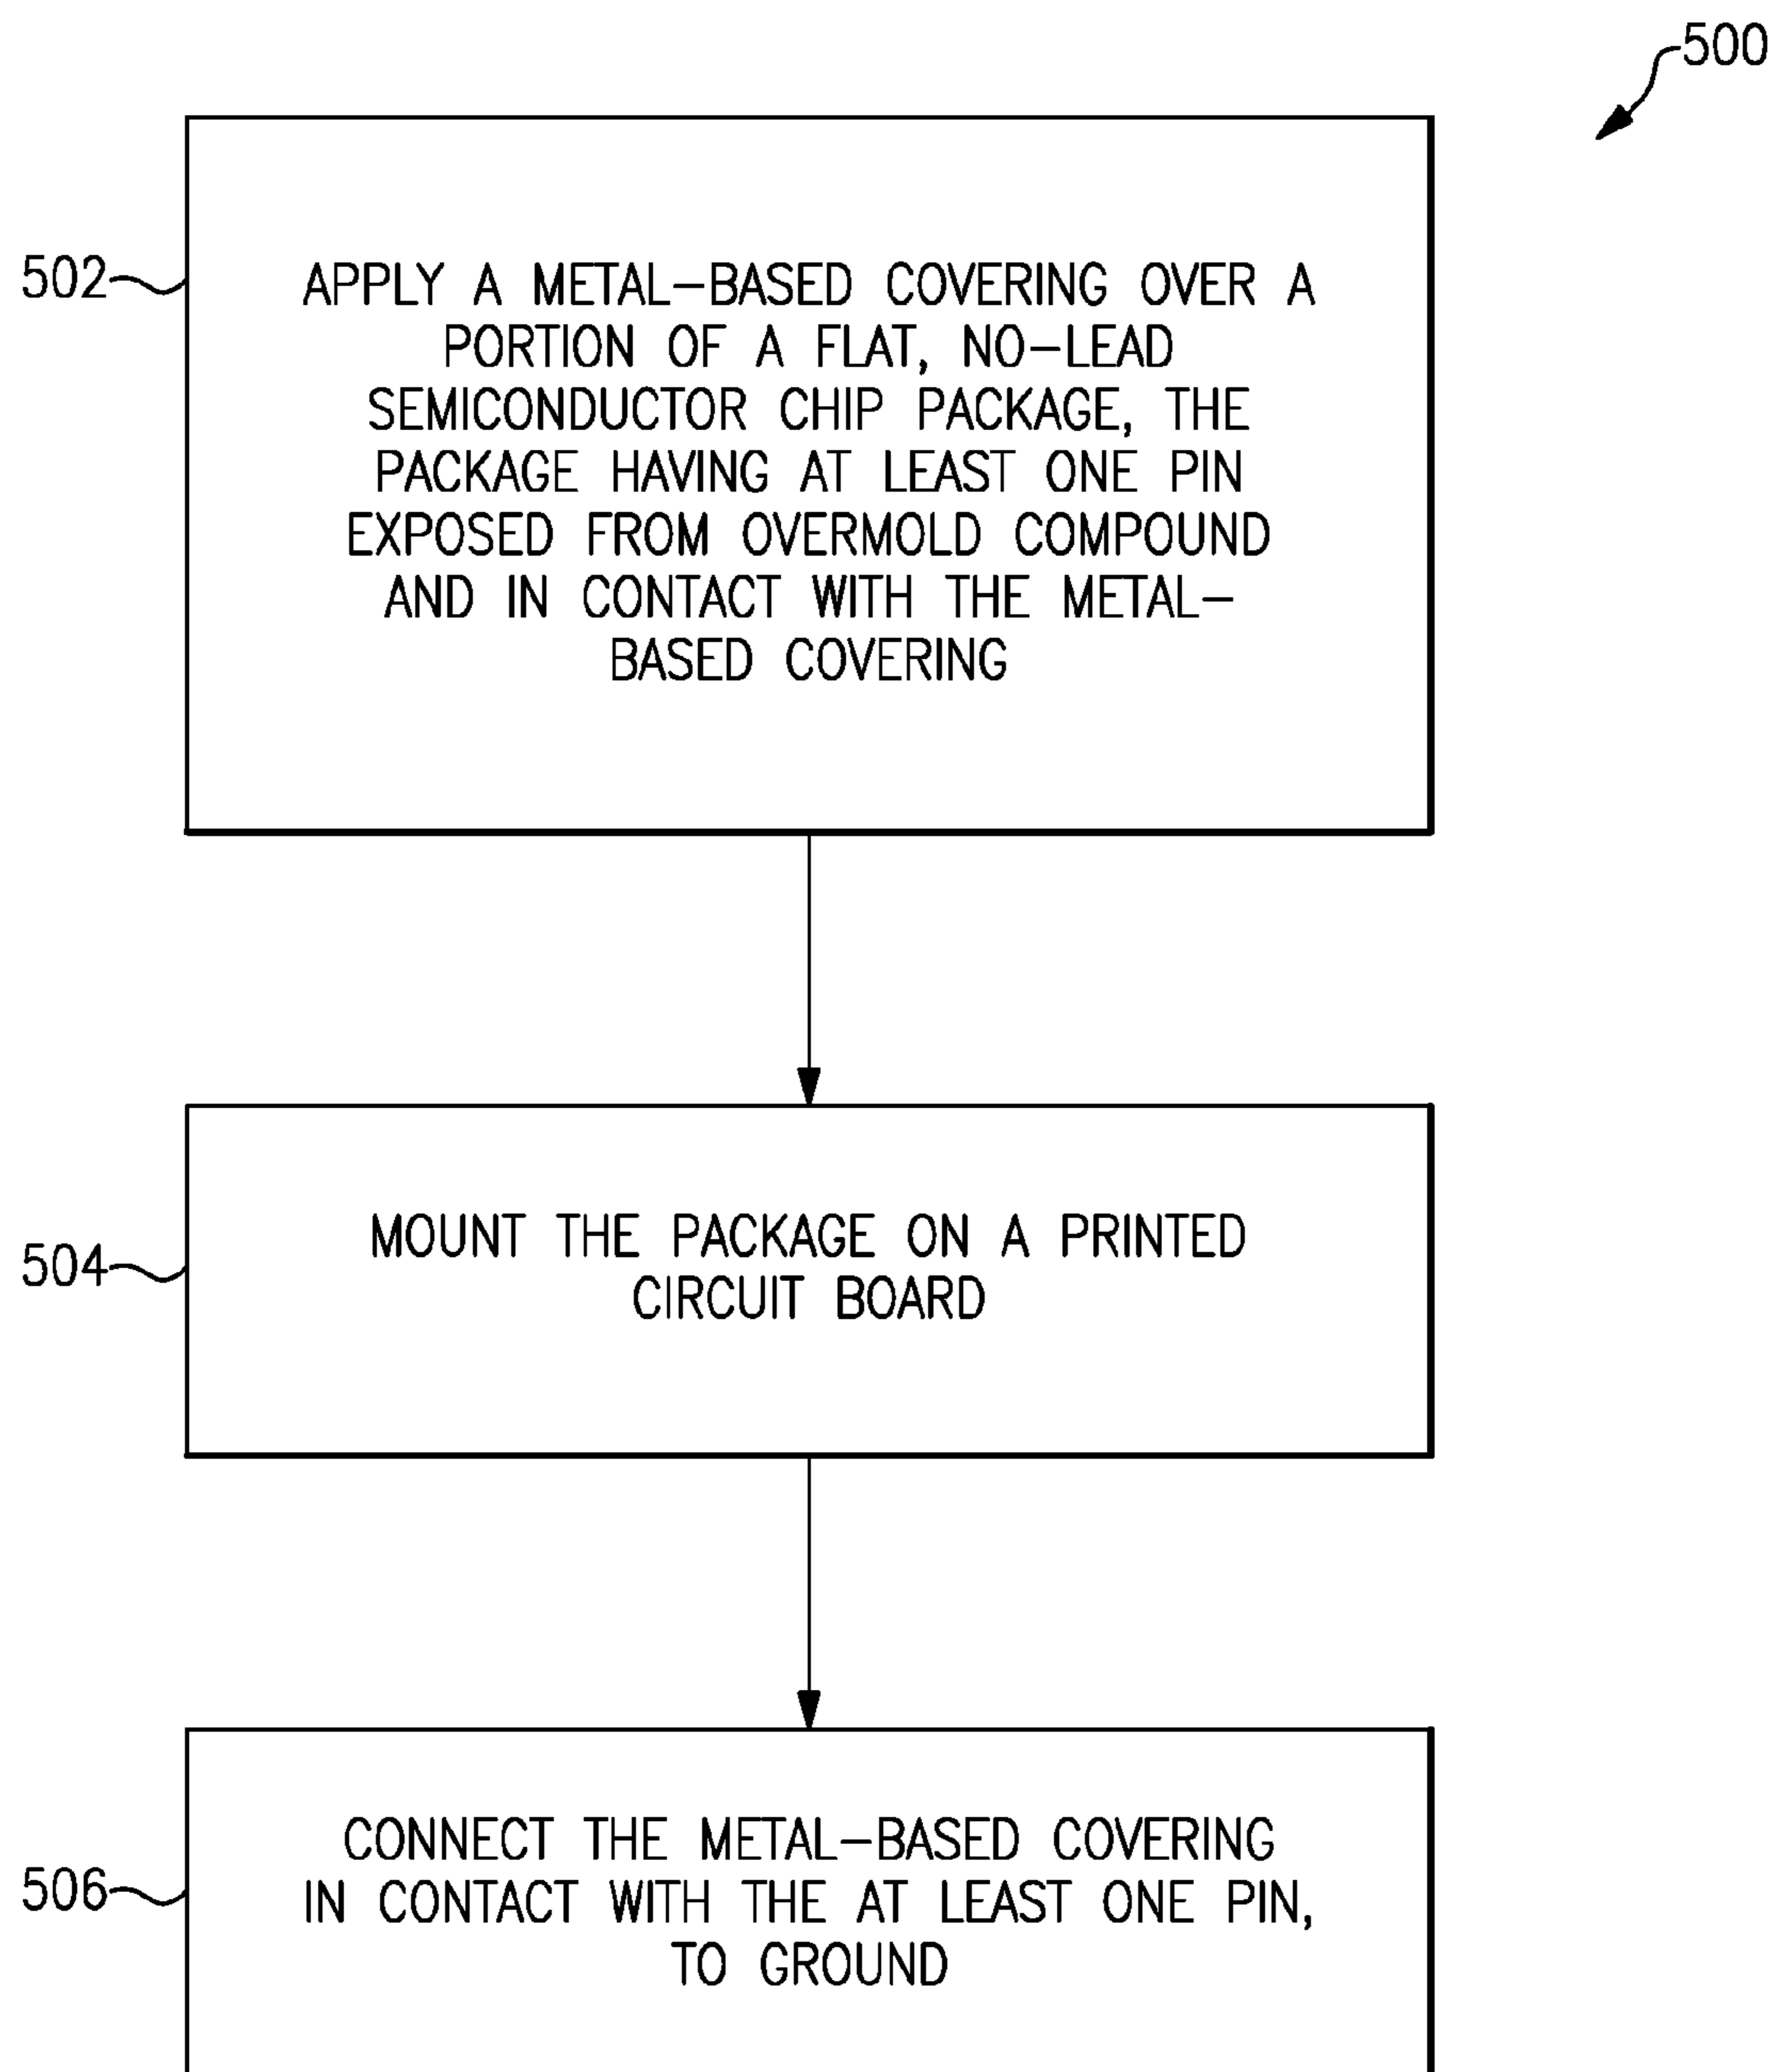 500
502
APPLY A METAL-BASED COVERING OVER A
PORTION OF A FLAT, NO-LEAD
SEMICONDUCTOR CHIP PACKAGE, THE
PACKAGE HAVING AT LEAST ONE PIN
EXPOSED FROM OVERMOLD COMPOUND
AND IN CONTACT WITH THE METAL-
BASED COVERING
504
MOUNT THE PACKAGE ON A PRINTED
CIRCUIT BOARD
506
CONNECT THE METAL-BASED COVERING
IN CONTACT WITH THE AT LEAST ONE PIN,
TO GROUND